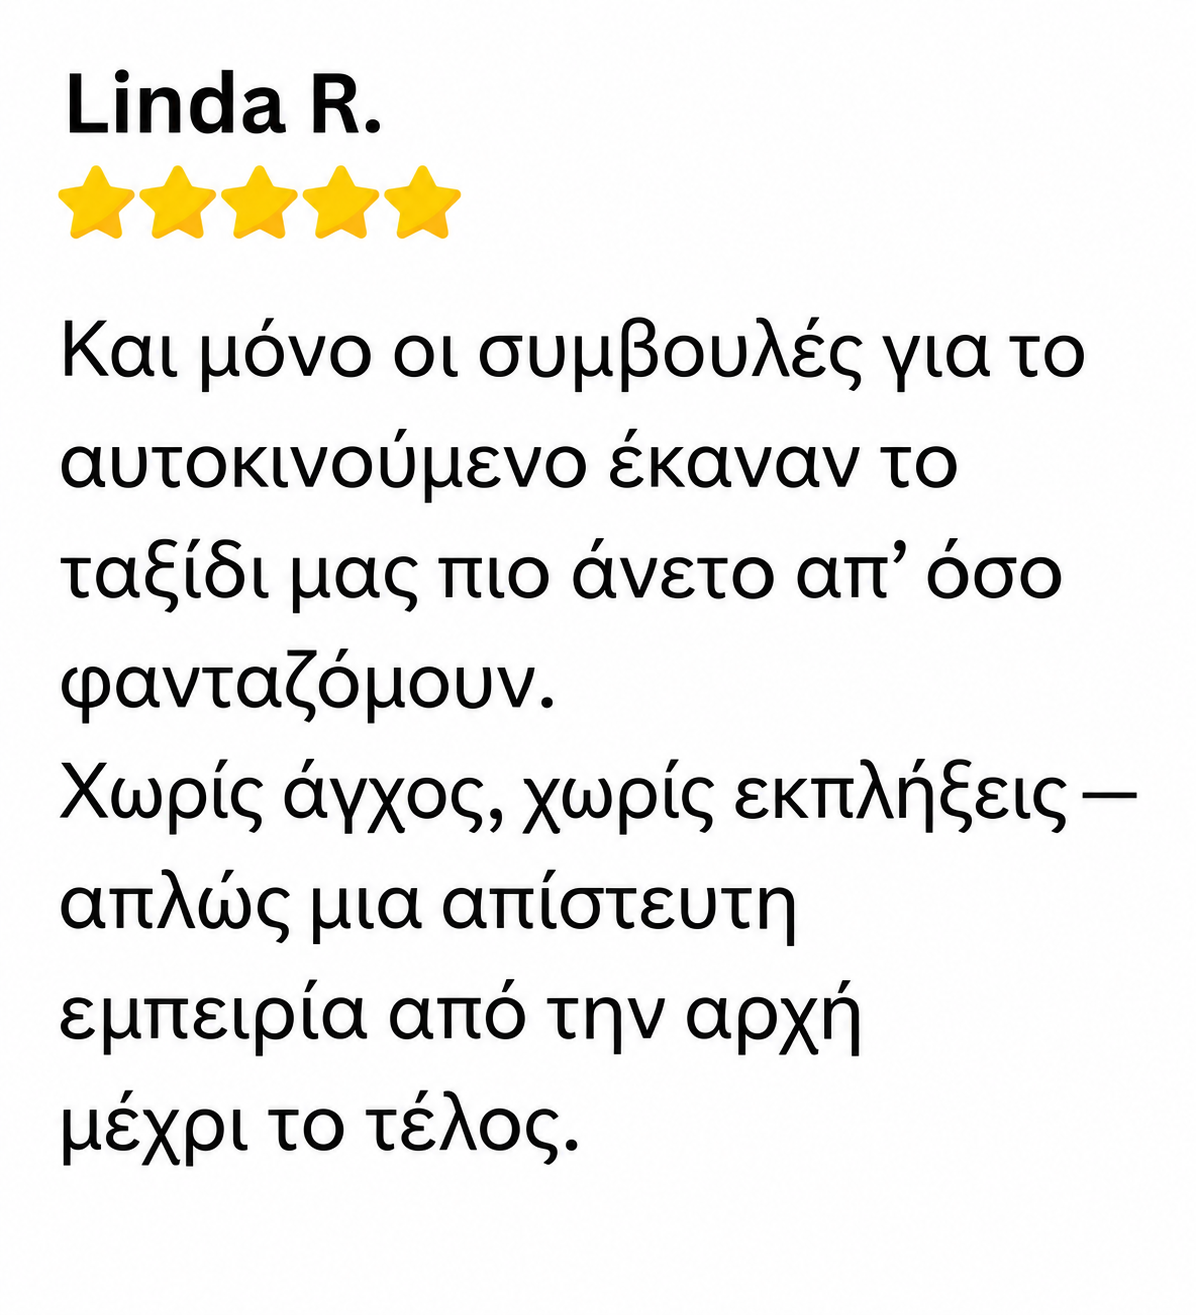 Linda R.
⭐⭐⭐⭐⭐
Και μόνο οι συμβουλές για το
αυτοκινούμενο έκαναν το
ταξίδι μας πιο άνετο απ’ όσο
φανταζόμουν.
Χωρίς άγχος, χωρίς εκπλήξεις —
απλώς μια απίστευτη
εμπειρία από την αρχή
μέχρι το τέλος.